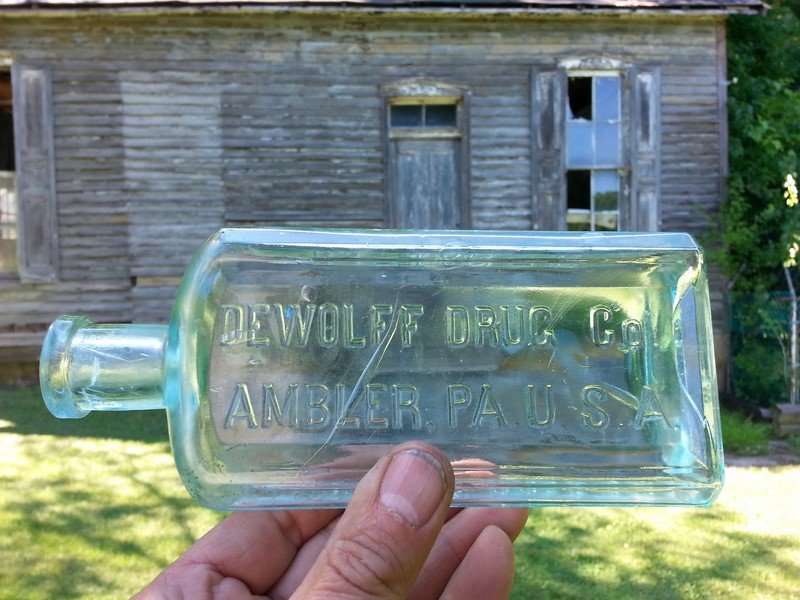 DEWOLFF DRUG Co.
AMBLER, PA. U.S.A.